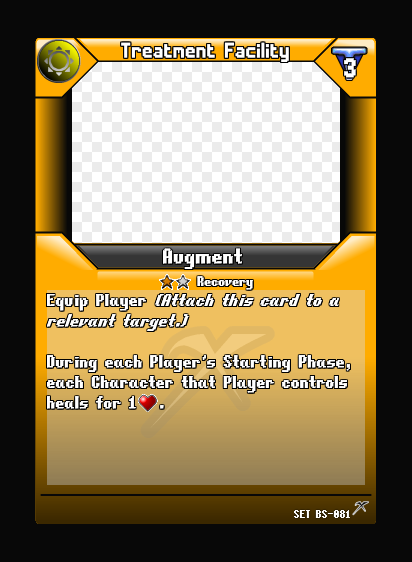 Treatment Facility
3
Augment
Recovery
Equip Player (Attach this card to a
relevant target.)
During each Player's Starting Phase,
each Character that Player controls
heals for 1.
SET BS-081